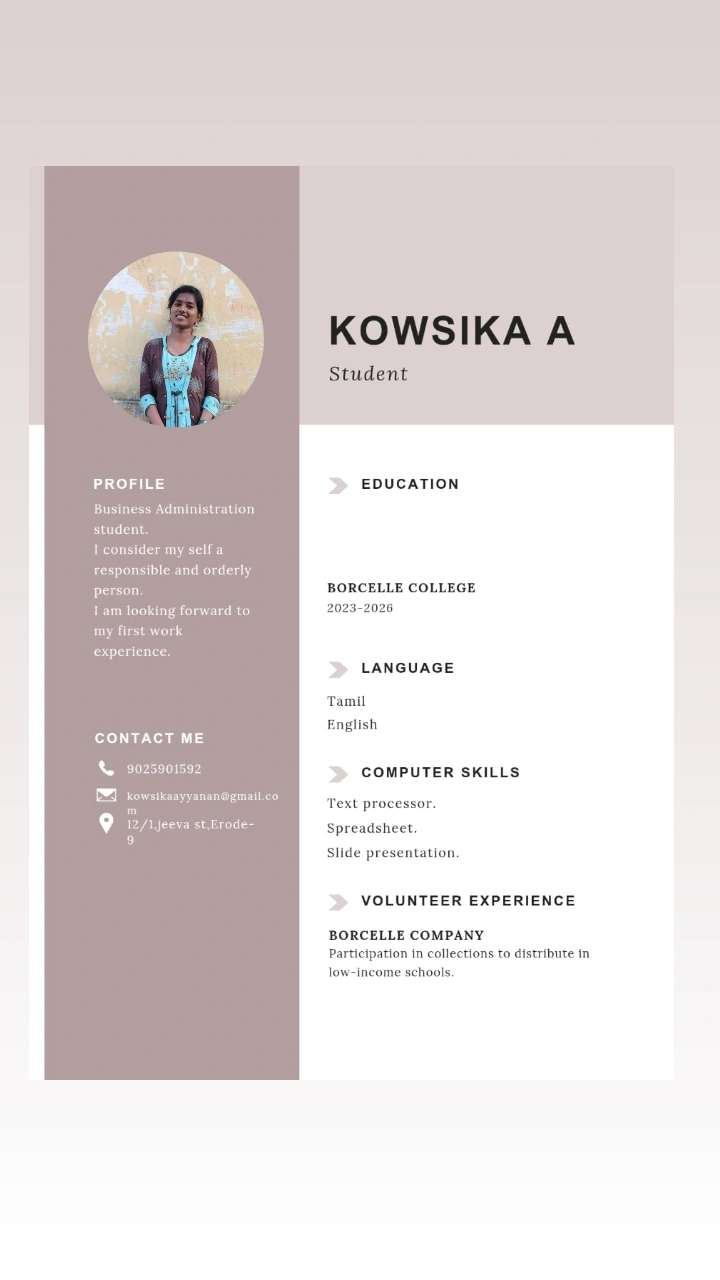 KOWSIKA A
Student
PROFILE
Business Administration
student.
I consider my self a
responsible and orderly
person.
I am looking forward to
my first work
experience.
CONTACT ME
9025901592
kowsikaayyanan@gmail.co
m
12/1,jeeva st,Erode-
9
EDUCATION
BORCELLE COLLEGE
2023-2026
LANGUAGE
Tamil
English
COMPUTER SKILLS
Text processor.
Spreadsheet.
Slide presentation.
VOLUNTEER EXPERIENCE
BORCELLE COMPANY
Participation in collections to distribute in
low-income schools.